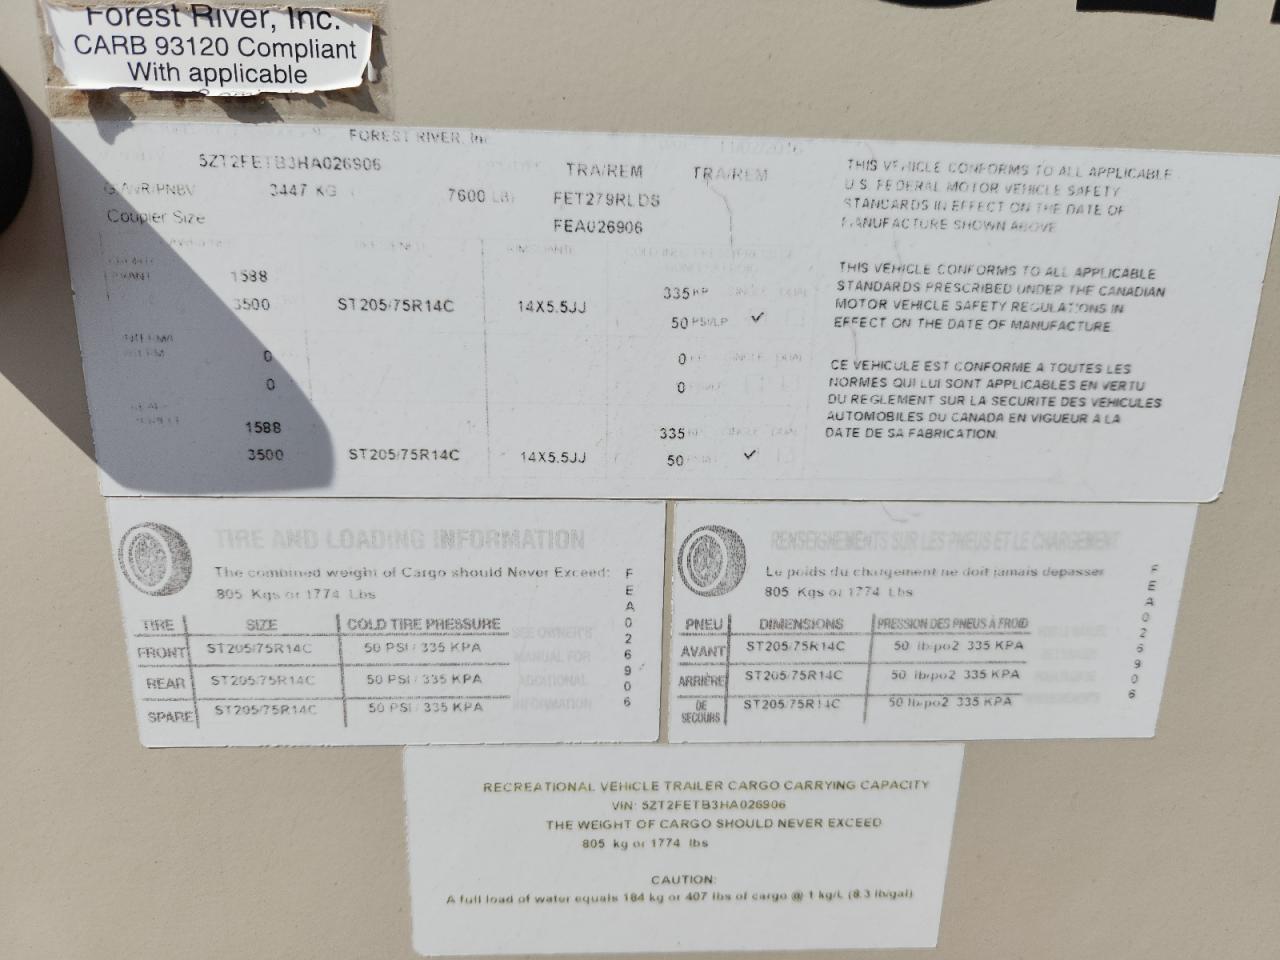 Forest River, Inc.
CARB 93120 Compliant
With applicable
FOREST RIVER, Inc
11/02/2016
5ZT2FETB3HA026906
TRA/REM TRA/REM
3447 KG 7600 LB
FET279RLDS
Coupler Size
FEA026906
1588
3500 ST205/75R14C 14X5.5JJ 335 KP
50 PSI/LP ✓
0 0
0 0
1588 335
3500 ST205/75R14C 14X5.5JJ 50 ✓
THIS VEHICLE CONFORMS TO ALL APPLICABLE
U.S. FEDERAL MOTOR VEHICLE SAFETY
STANDARDS IN EFFECT ON THE DATE OF
MANUFACTURE SHOWN ABOVE
THIS VEHICLE CONFORMS TO ALL APPLICABLE
STANDARDS PRESCRIBED UNDER THE CANADIAN
MOTOR VEHICLE SAFETY REGULATIONS IN
EFFECT ON THE DATE OF MANUFACTURE
CE VEHICULE EST CONFORME A TOUTES LES
NORMES QUI LUI SONT APPLICABLES EN VERTU
DU REGLEMENT SUR LA SECURITE DES VEHICULES
AUTOMOBILES DU CANADA EN VIGUEUR A LA
DATE DE SA FABRICATION.
TIRE AND LOADING INFORMATION
The combined weight of Cargo should Never Exceed:
805 Kgs or 1774 Lbs
TIRE SIZE COLD TIRE PRESSURE
FRONT ST205/75R14C 50 PSI / 335 KPA
REAR ST205/75R14C 50 PSI / 335 KPA
SPARE ST205/75R14C 50 PSI / 335 KPA
SEE OWNER'S
MANUAL FOR
ADDITIONAL
INFORMATION
FEA026906
RENSEIGNEMENTS SUR LES PNEUS ET LE CHARGEMENT
Le poids du chargement ne doit jamais depasser
805 Kgs or 1774 Lbs
PNEU DIMENSIONS PRESSION DES PNEUS À FROID
AVANT ST205/75R14C 50 lb/po2 335 KPA
ARRIÈRE ST205/75R14C 50 lb/po2 335 KPA
DE
SECOURS ST205/75R14C 50 lb/po2 335 KPA
FEA026906
RECREATIONAL VEHICLE TRAILER CARGO CARRYING CAPACITY
VIN: 5ZT2FETB3HA026906
THE WEIGHT OF CARGO SHOULD NEVER EXCEED
805 kg or 1774 lbs
CAUTION:
A full load of water equals 184 kg or 407 lbs of cargo @ 1 kg/L (8.3 lb/gal)